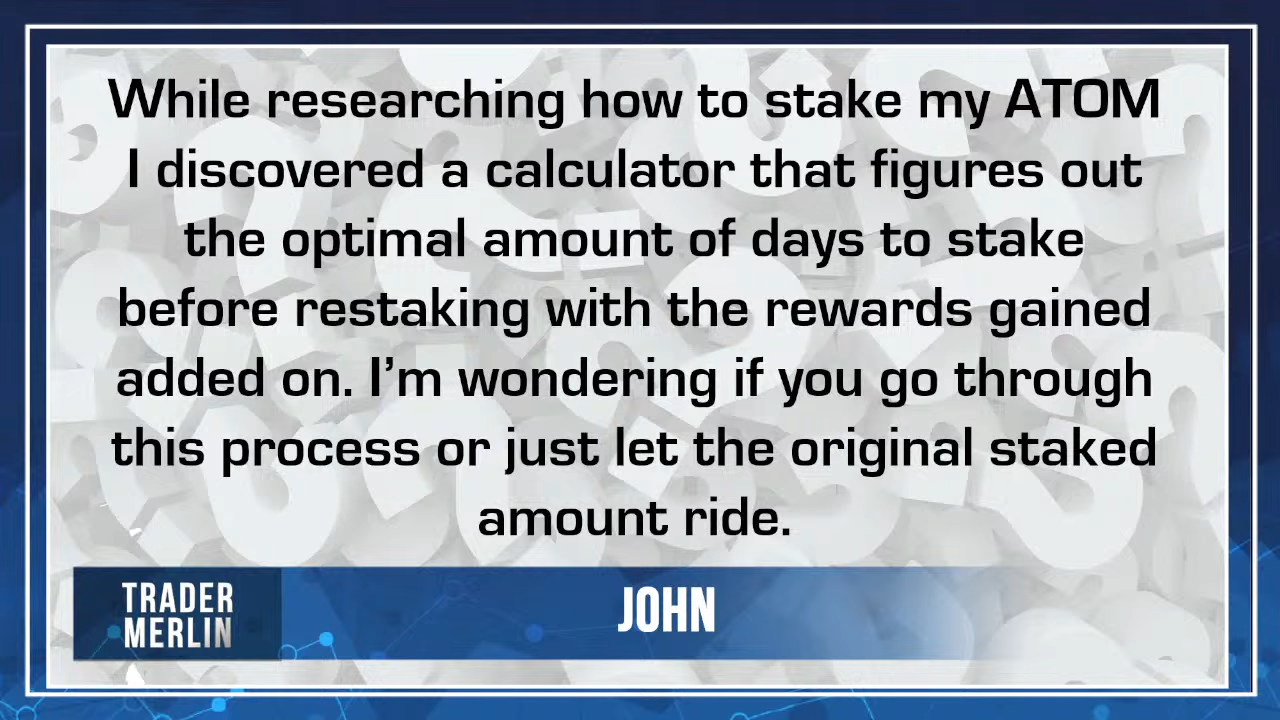 While researching how to stake my ATOM
I discovered a calculator that figures out
the optimal amount of days to stake
before restaking with the rewards gained
added on. I’m wondering if you go through
this process or just let the original staked
amount ride.
TRADER
MERLIN
JOHN